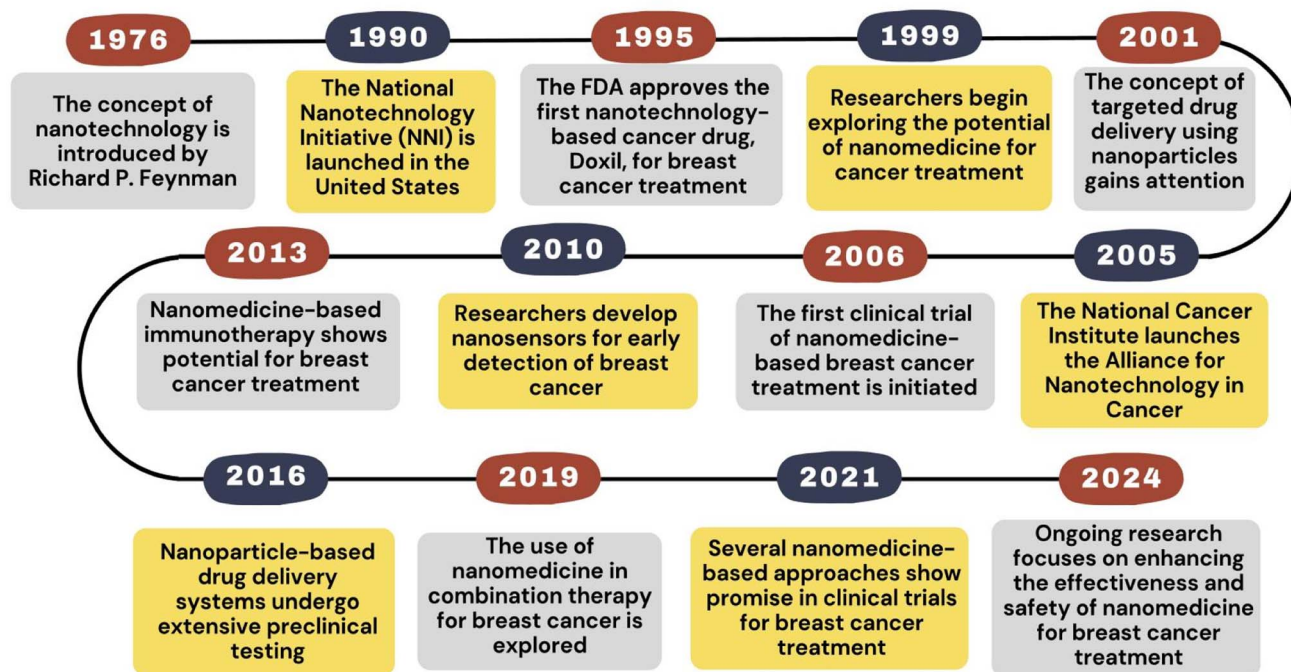 1976
The concept of
nanotechnology is
introduced by
Richard P. Feynman
1990
The National
Nanotechnology
Initiative (NNI) is
launched in the
United States
1995
The FDA approves the
first nanotechnology-
based cancer drug,
Doxil, for breast
cancer treatment
1999
Researchers begin
exploring the potential
of nanomedicine for
cancer treatment
2001
The concept of
targeted drug
delivery using
nanoparticles
gains attention
2005
The National Cancer
Institute launches
the Alliance for
Nanotechnology in
Cancer
2006
The first clinical trial
of nanomedicine-
based breast cancer
treatment is initiated
2010
Researchers develop
nanosensors for early
detection of breast
cancer
2013
Nanomedicine-based
immunotherapy shows
potential for breast
cancer treatment
2016
Nanoparticle-based
drug delivery
systems undergo
extensive preclinical
testing
2019
The use of
nanomedicine in
combination therapy
for breast cancer is
explored
2021
Several nanomedicine-
based approaches show
promise in clinical trials
for breast cancer
treatment
2024
Ongoing research
focuses on enhancing
the effectiveness and
safety of nanomedicine
for breast cancer
treatment